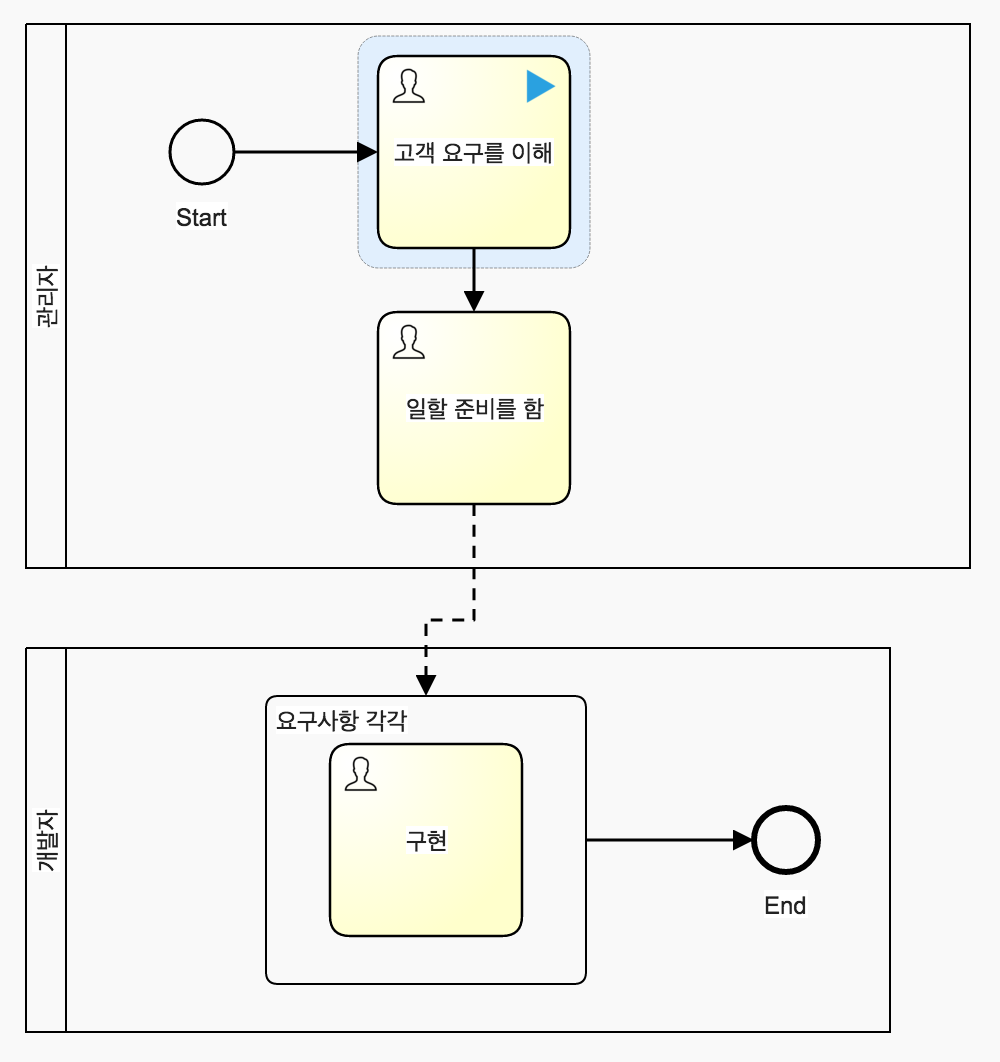 관리자
Start
고객 요구를 이해
일할 준비를 함
개발자
요구사항 각각
구현
End